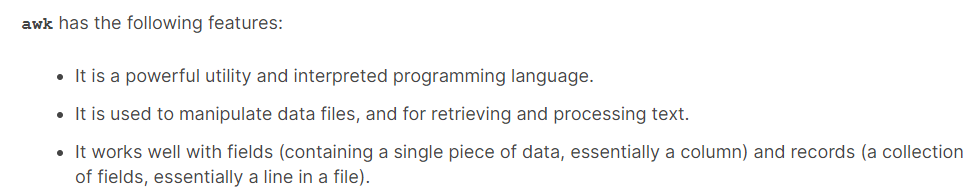 awk has the following features:
• It is a powerful utility and interpreted programming language.
• It is used to manipulate data files, and for retrieving and processing text.
• It works well with fields (containing a single piece of data, essentially a column) and records (a collection
of fields, essentially a line in a file).